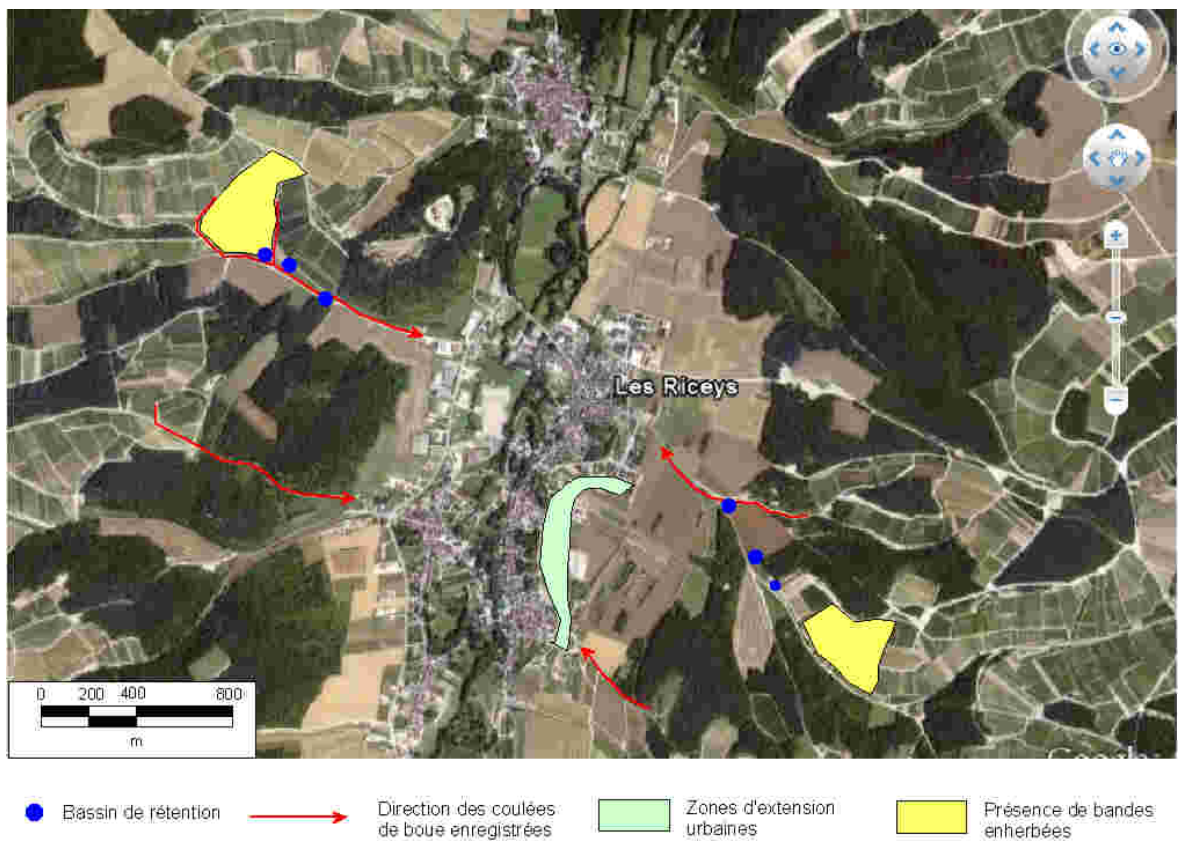 Les Riceys
0 200 400 800
m
Bassin de rétention
Direction des coulées
de boue enregistrées
Zones d'extension
urbaines
Présence de bandes
enherbées